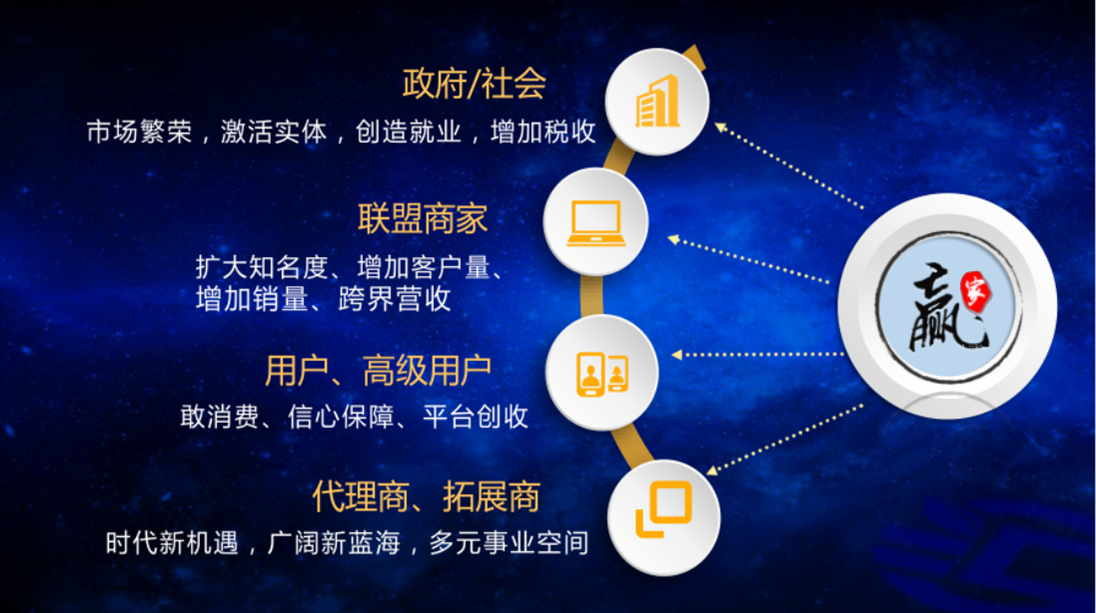 政府/社会
市场繁荣，激活实体，创造就业，增加税收
联盟商家
扩大知名度、增加客户量、
增加销量、跨界营收
用户、高级用户
敢消费、信心保障、平台创收
代理商、拓展商
时代新机遇，广阔新蓝海，多元事业空间
赢
家